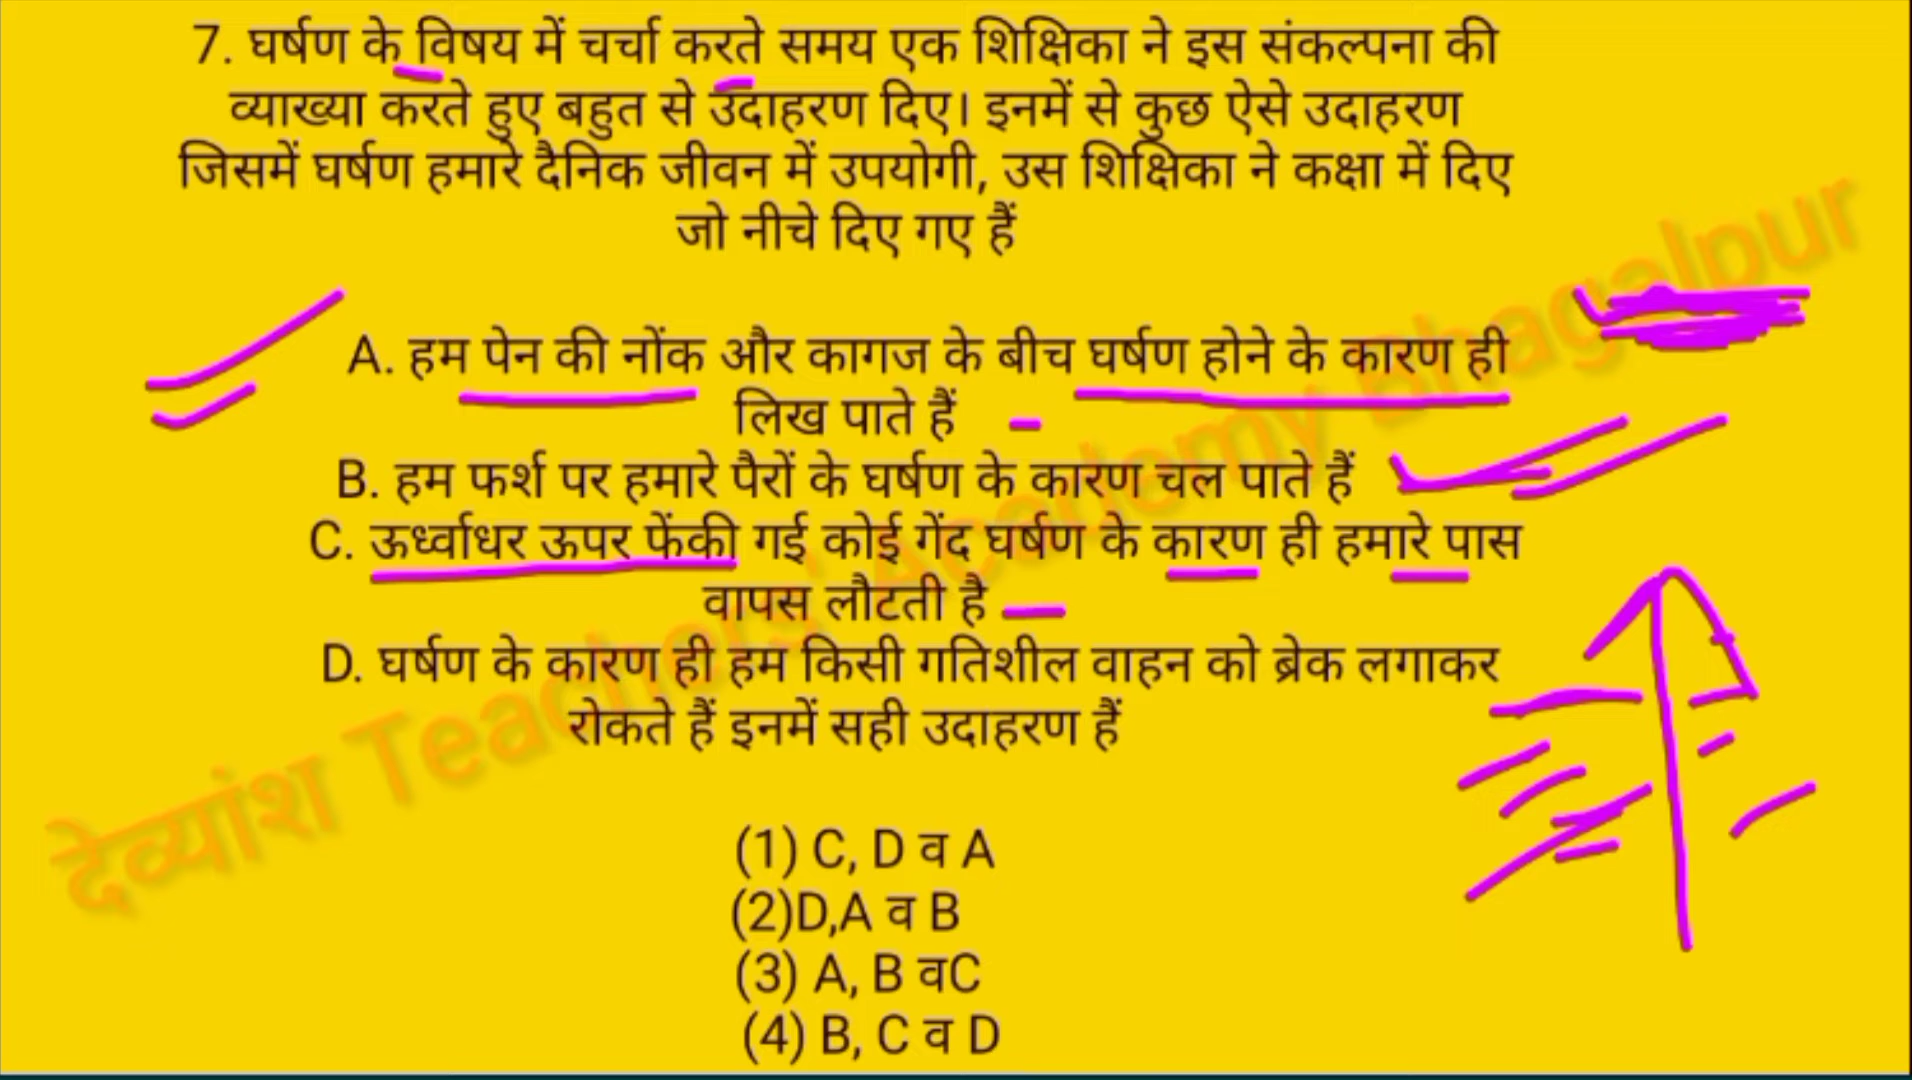 7. घर्षण के विषय में चर्चा करते समय एक शिक्षिका ने इस संकल्पना की
व्याख्या करते हुए बहुत से उदाहरण दिए। इनमें से कुछ ऐसे उदाहरण
जिसमें घर्षण हमारे दैनिक जीवन में उपयोगी, उस शिक्षिका ने कक्षा में दिए
जो नीचे दिए गए हैं
A. हम पेन की नोंक और कागज के बीच घर्षण होने के कारण ही
लिख पाते हैं
B. हम फर्श पर हमारे पैरों के घर्षण के कारण चल पाते हैं
C. ऊर्ध्वाधर ऊपर फेंकी गई कोई गेंद घर्षण के कारण ही हमारे पास
वापस लौटती है
D. घर्षण के कारण ही हम किसी गतिशील वाहन को ब्रेक लगाकर
रोकते हैं इनमें सही उदाहरण हैं
(1) C, D व A
(2)D,A व B
(3) A, B वC
(4) B, C व D
देव्यांश Teachers' Academy Bhagalpur